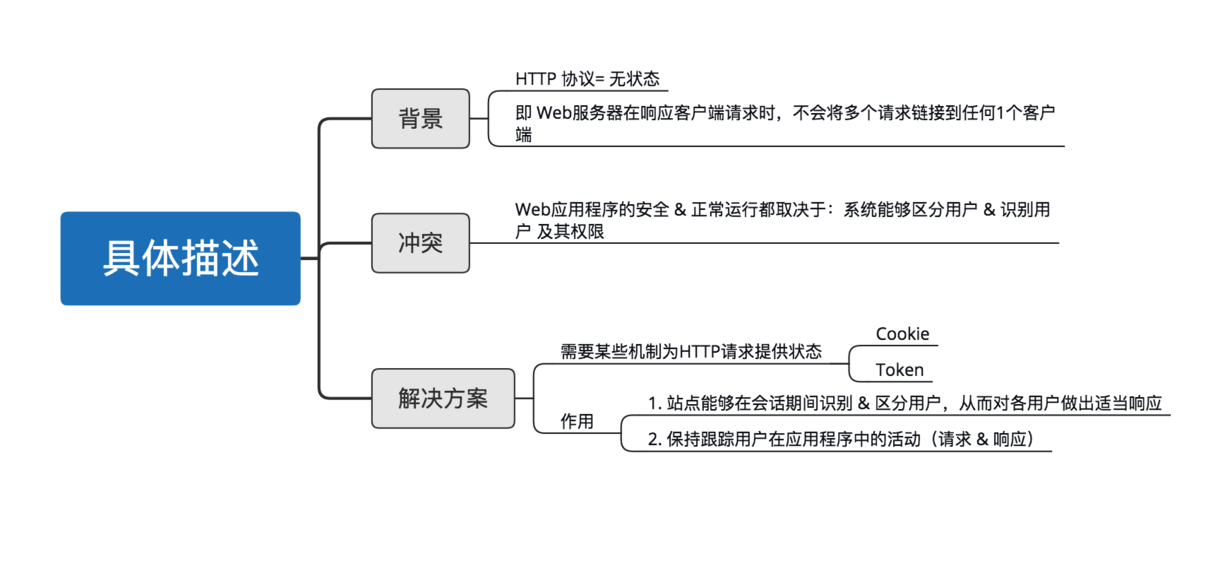 具体描述
背景
HTTP 协议= 无状态
即 Web服务器在响应客户端请求时，不会将多个请求链接到任何1个客户
端
冲突
Web应用程序的安全 & 正常运行都取决于：系统能够区分用户 & 识别用
户 及其权限
解决方案
需要某些机制为HTTP请求提供状态
Cookie
Token
作用
1. 站点能够在会话期间识别 & 区分用户，从而对各用户做出适当响应
2. 保持跟踪用户在应用程序中的活动（请求 & 响应）